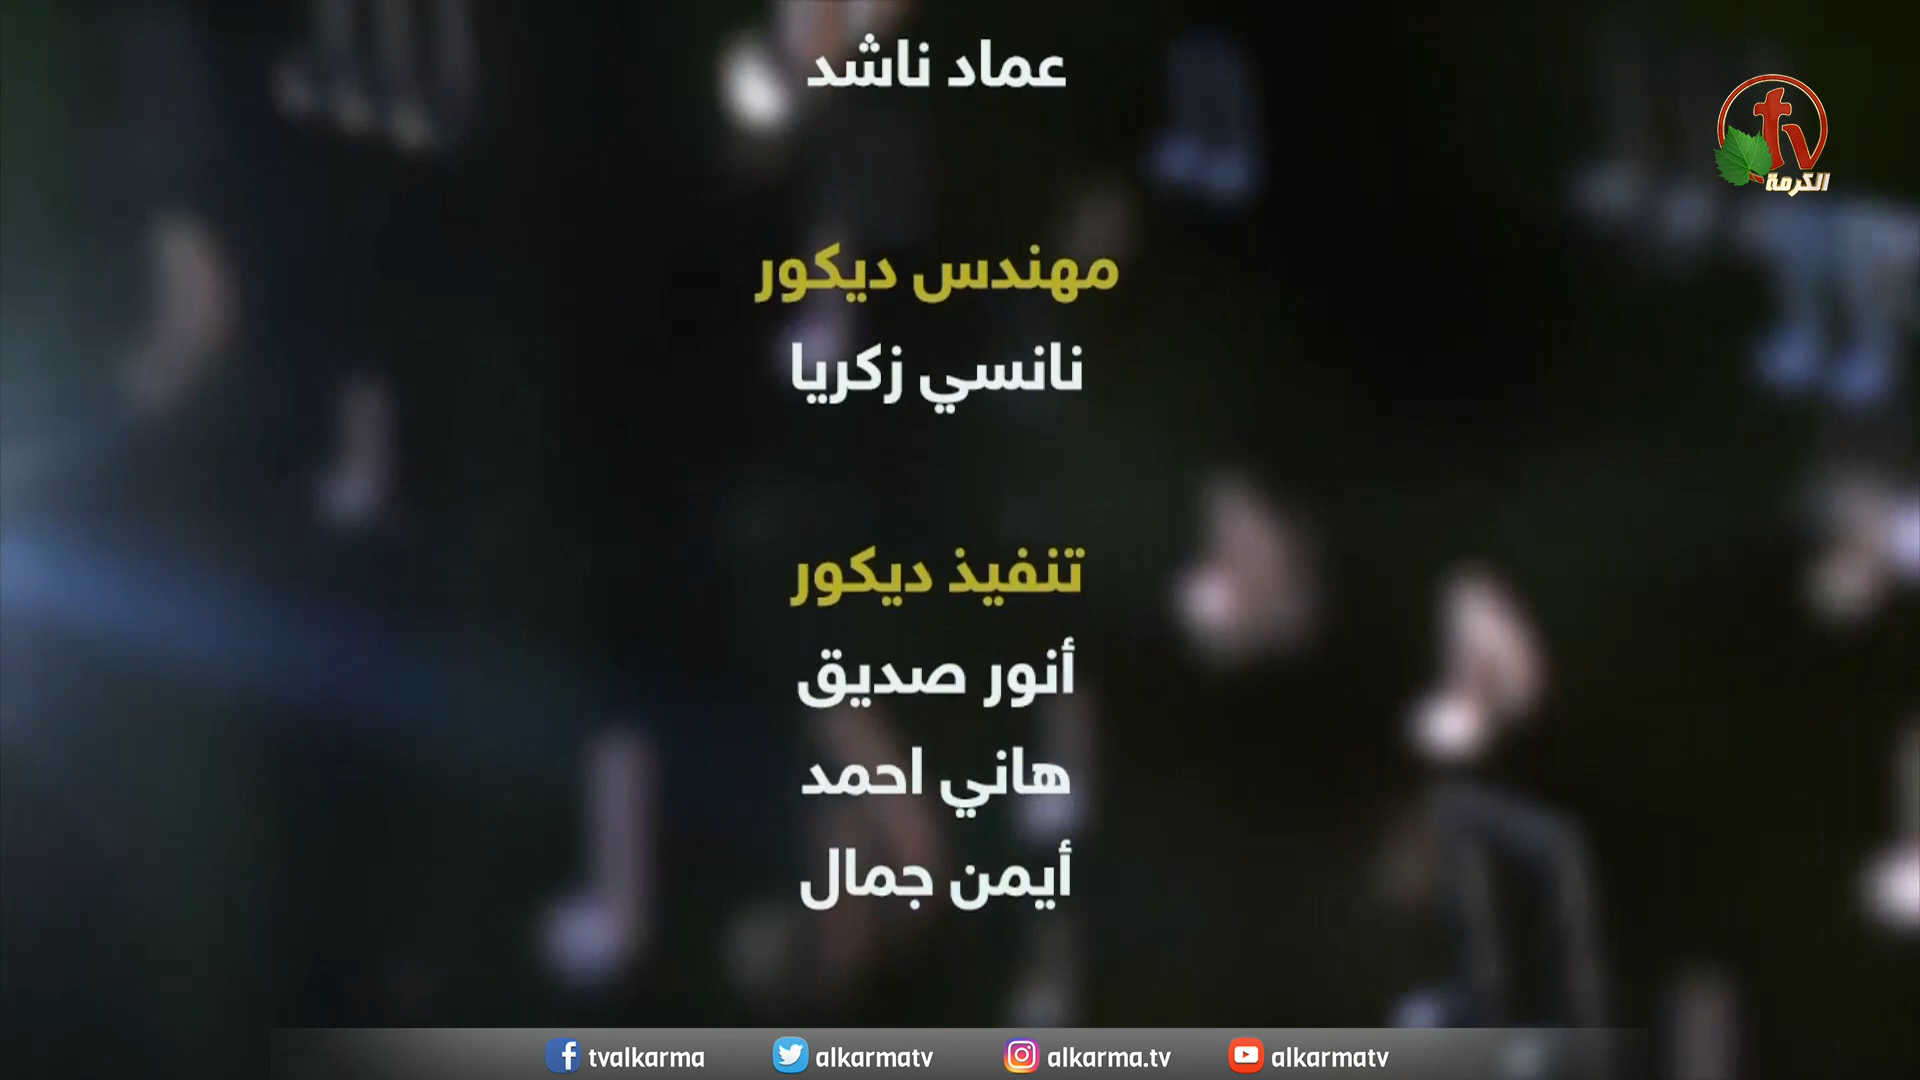 عماد ناشد
tv
الكرمة
مهندس ديكور
نانسي زكريا
تنفيذ ديكور
أنور صديق
هاني احمد
أيمن جمال
tvalkarma alkarmatv alkarma.tv alkarmatv